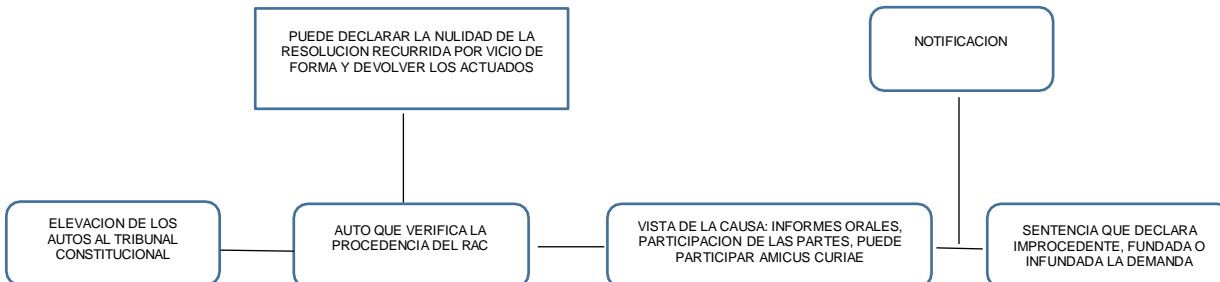 PUEDE DECLARAR LA NULIDAD DE LA
RESOLUCION RECURRIDA POR VICIO DE
FORMA Y DEVOLVER LOS ACTUADOS
NOTIFICACION
ELEVACION DE LOS
AUTOS AL TRIBUNAL
CONSTITUCIONAL
AUTO QUE VERIFICA LA
PROCEDENCIA DEL RAC
VISTA DE LA CAUSA: INFORMES ORALES,
PARTICIPACION DE LAS PARTES, PUEDE
PARTICIPAR AMICUS CURIAE
SENTENCIA QUE DECLARA
IMPROCEDENTE, FUNDADA O
INFUNDADA LA DEMANDA